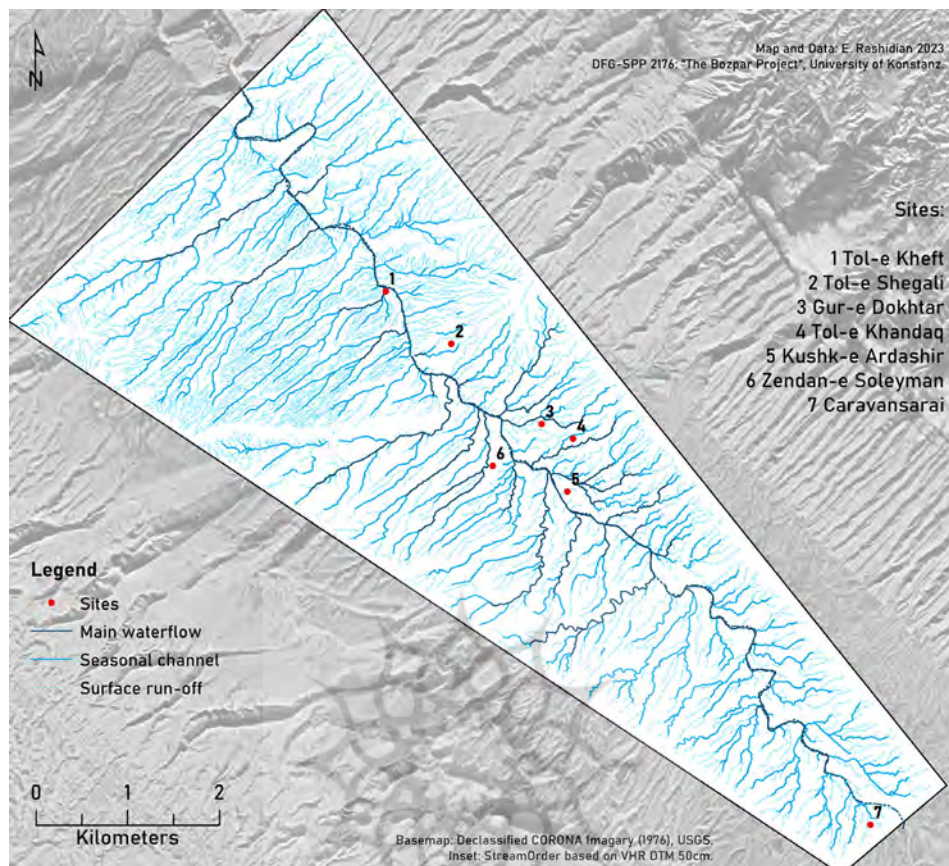 N
Map and Data: E. Rashidian 2023
DFG-SPP 2176: "The Bozpar Project", University of Konstanz.
Sites:
1 Tol-e Kheft
2 Tol-e Shegali
3 Gur-e Dokhtar
4 Tol-e Khandaq
5 Kushk-e Ardashir
6 Zendan-e Soleyman
7 Caravansarai
1
2
3
4
6
5
7
Legend
Sites
Main waterflow
Seasonal channel
Surface run-off
0 1 2
Kilometers
Basemap: Declassified CORONA Imagary (1976), USGS.
Inset: StreamOrder based on VHR DTM 50cm.